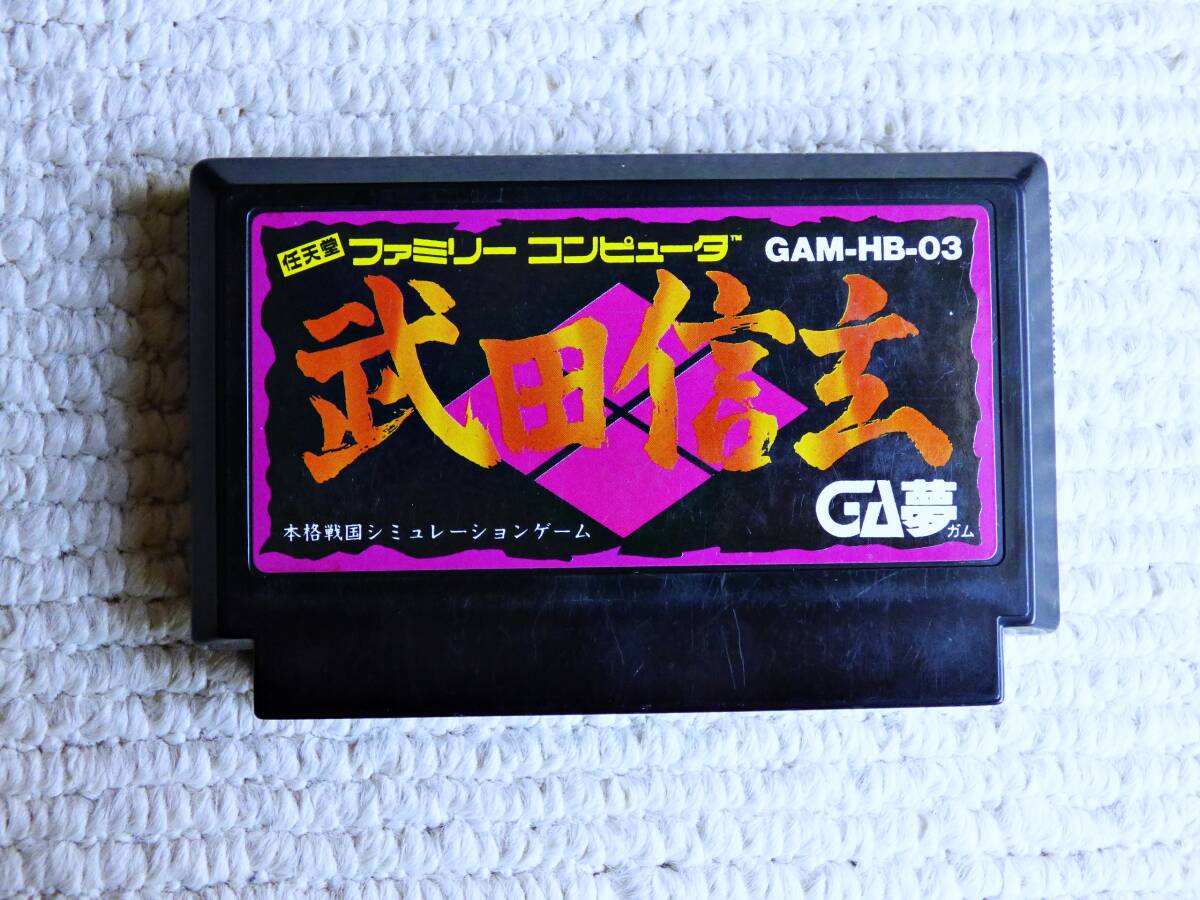 任天堂 ファミリー コンピュータ™ GAM-HB-03
武田信玄
GA夢
ガム
本格戦国シミュレーションゲーム